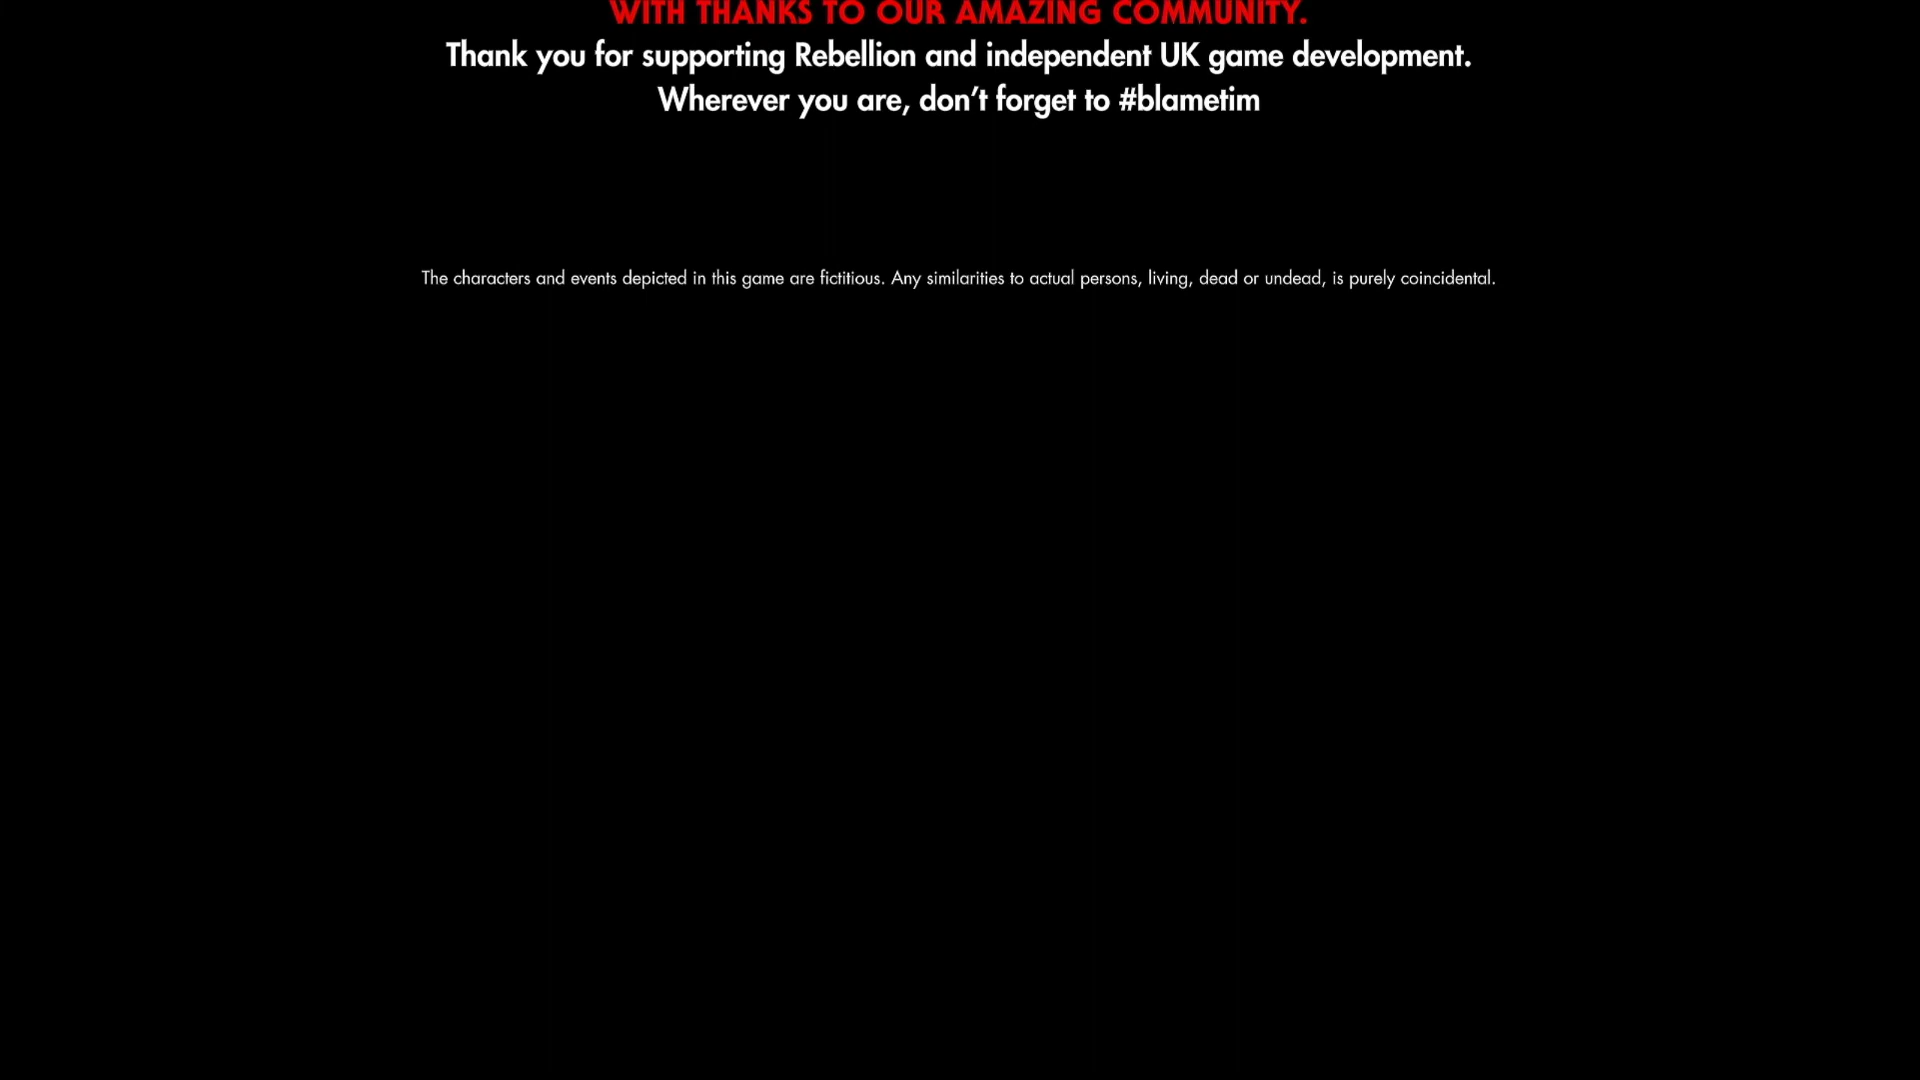 WITH THANKS TO OUR AMAZING COMMUNITY.
Thank you for supporting Rebellion and independent UK game development.
Wherever you are, don’t forget to #blametim
The characters and events depicted in this game are fictitious. Any similarities to actual persons, living, dead or undead, is purely coincidental.